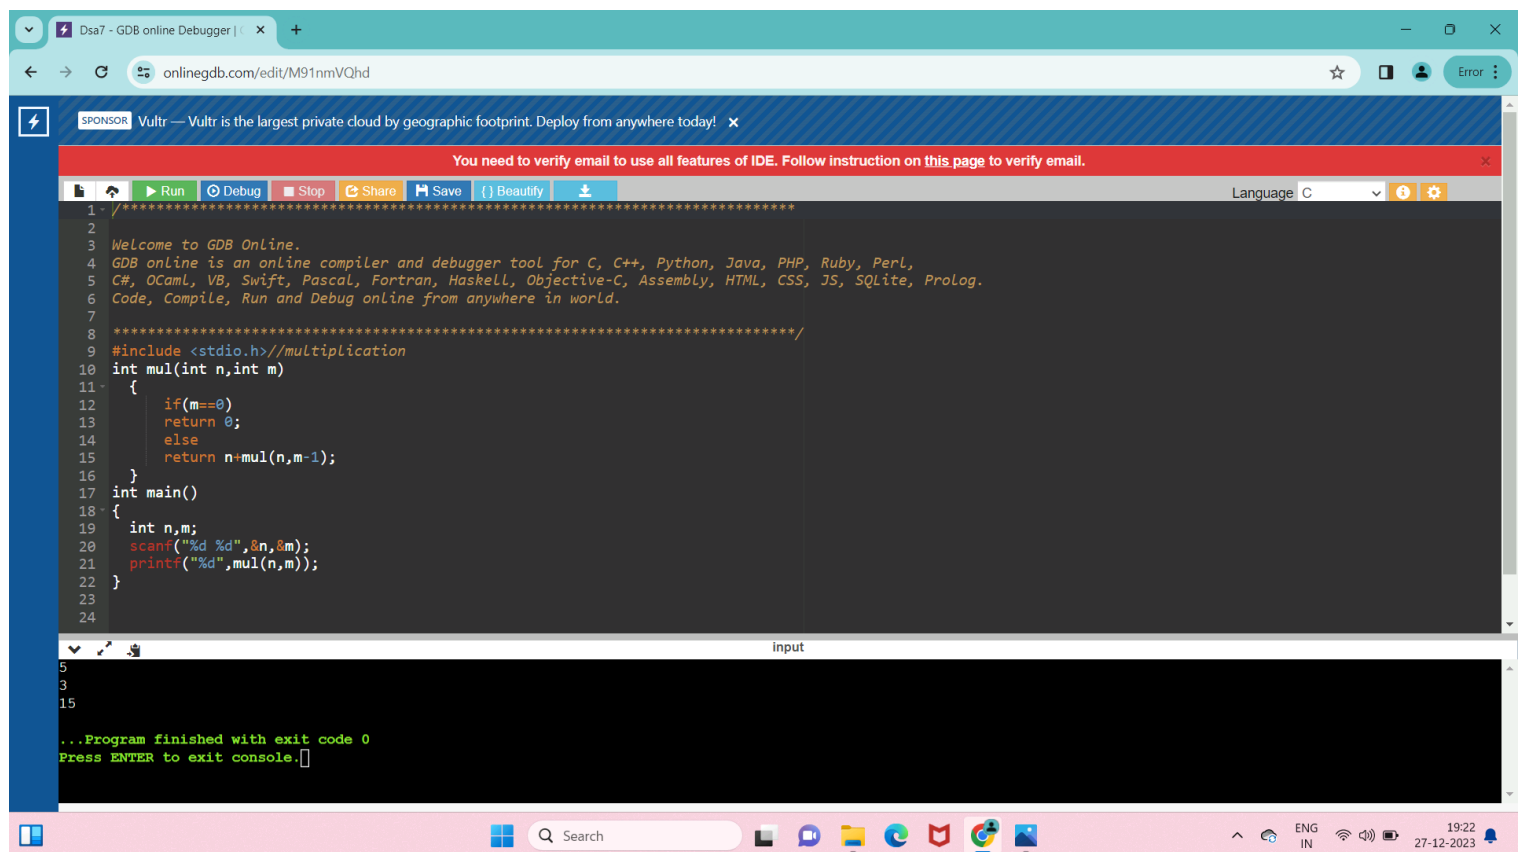 Dsa7 - GDB online Debugger |
onlinegdb.com/edit/M91nmVQhd
Error
SPONSOR Vultr — Vultr is the largest private cloud by geographic footprint. Deploy from anywhere today! ×
You need to verify email to use all features of IDE. Follow instruction on this page to verify email. ×
Run Debug Stop Share Save { } Beautify Language C
1 /******************************************************************************
2
3 Welcome to GDB Online.
4 GDB online is an online compiler and debugger tool for C, C++, Python, Java, PHP, Ruby, Perl,
5 C#, OCaml, VB, Swift, Pascal, Fortran, Haskell, Objective-C, Assembly, HTML, CSS, JS, SQLite, Prolog.
6 Code, Compile, Run and Debug online from anywhere in world.
7
8 *******************************************************************************/
9 #include <stdio.h>//multiplication
10 int mul(int n,int m)
11 {
12 if(m==0)
13 return 0;
14 else
15 return n+mul(n,m-1);
16 }
17 int main()
18 {
19 int n,m;
20 scanf("%d %d",&n,&m);
21 printf("%d",mul(n,m));
22 }
23
24
input
5
3
15
...Program finished with exit code 0
Press ENTER to exit console.
Search
ENG
IN
19:22
27-12-2023